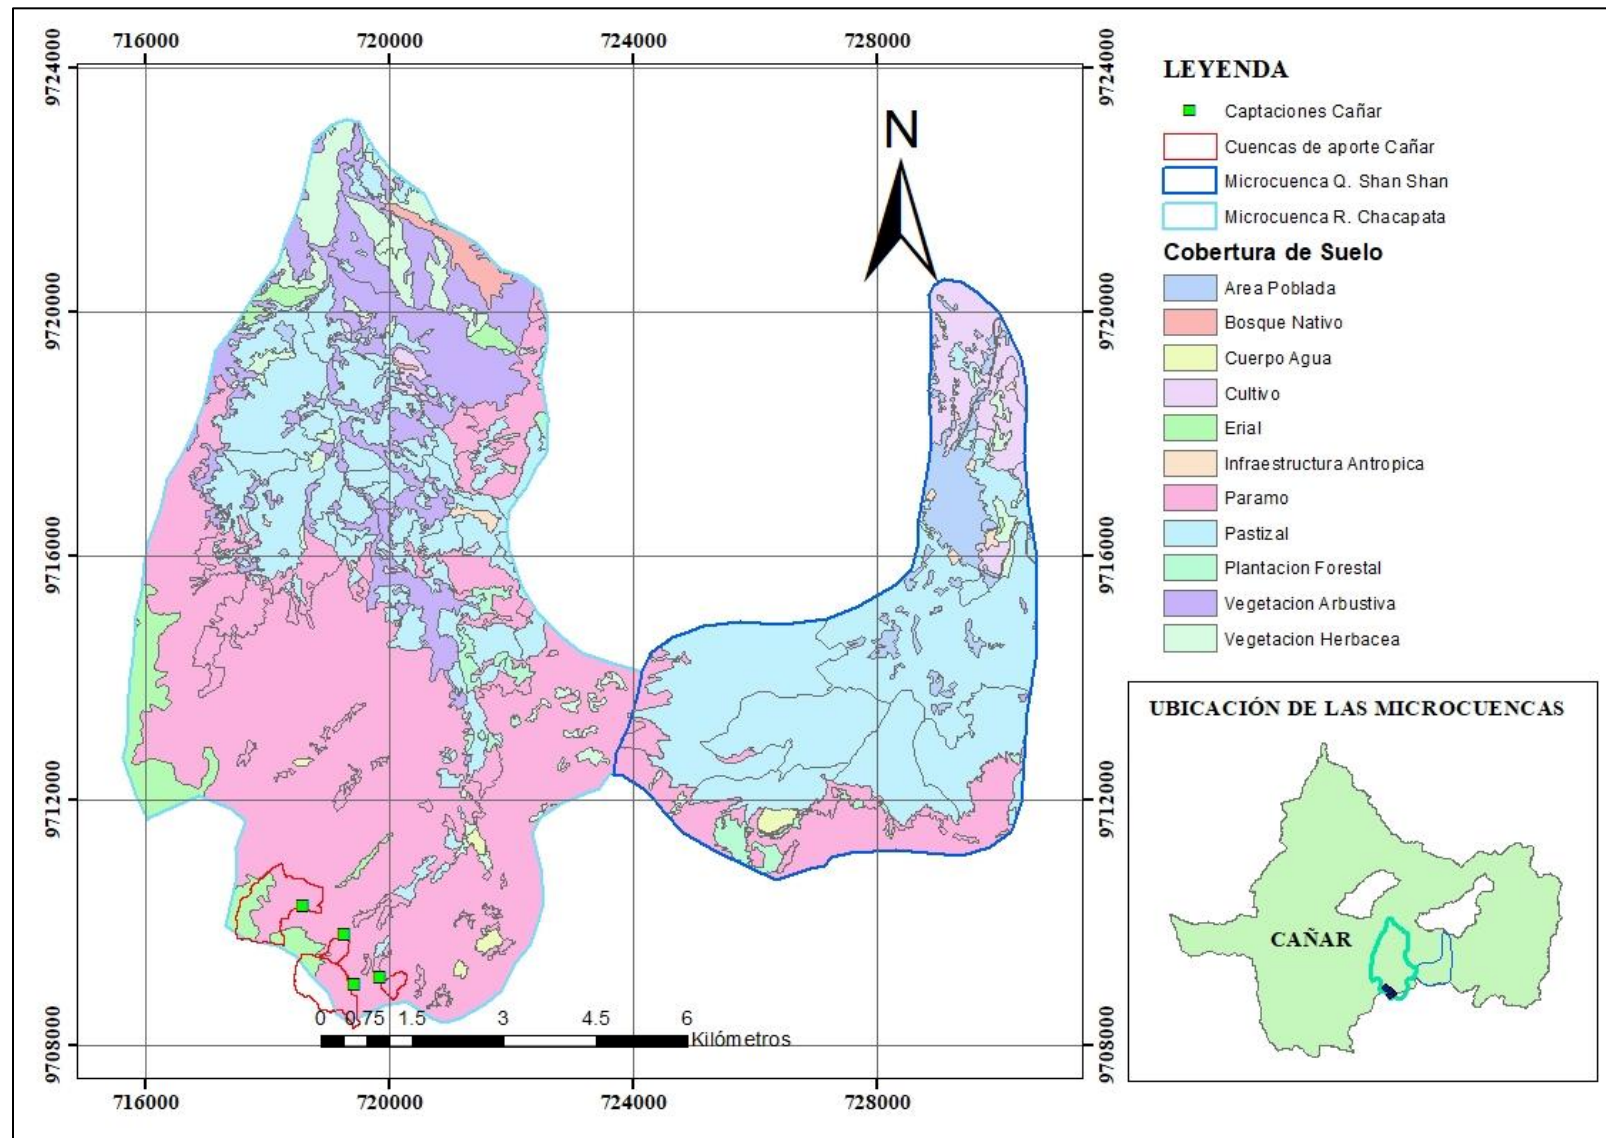 716000 720000 724000 728000
9724000 9724000
N
9720000 9720000
9716000 9716000
9712000 9712000
9708000 9708000
0 0.75 1.5 3 4.5 6
Kilómetros
716000 720000 724000 728000
LEYENDA
Captaciones Cañar
Cuencas de aporte Cañar
Microcuenca Q. Shan Shan
Microcuenca R. Chacapata
Cobertura de Suelo
Area Poblada
Bosque Nativo
Cuerpo Agua
Cultivo
Erial
Infraestructura Antropica
Paramo
Pastizal
Plantacion Forestal
Vegetacion Arbustiva
Vegetacion Herbacea
UBICACIÓN DE LAS MICROCUENCAS
CAÑAR